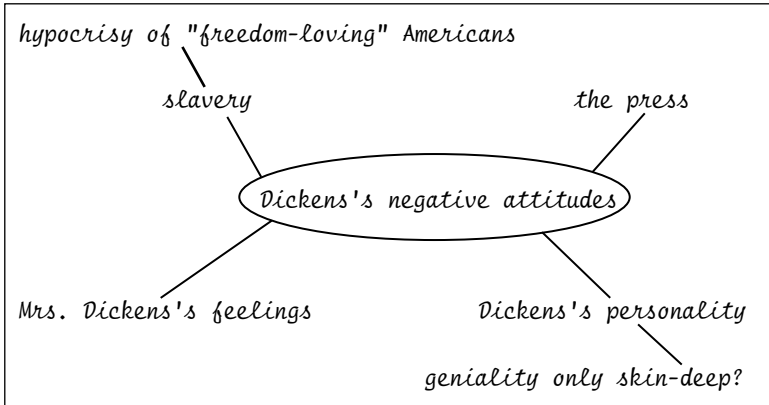 hypocrisy of "freedom-loving" Americans
slavery
the press
Dickens's negative attitudes
Mrs. Dickens's feelings
Dickens's personality
geniality only skin-deep?